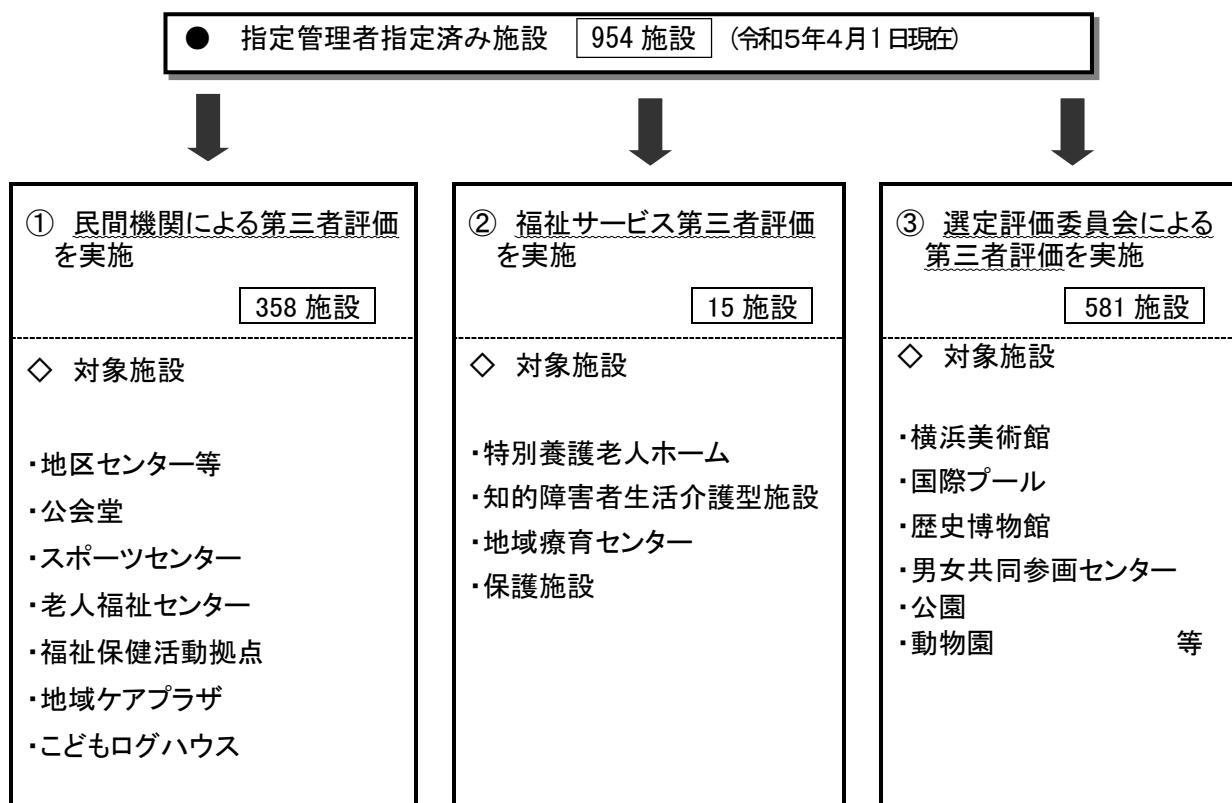 ● 指定管理者指定済み施設 954 施設 (令和5年4月1日現在)
① 民間機関による第三者評価
を実施
358 施設
◇ 対象施設
・地区センター等
・公会堂
・スポーツセンター
・老人福祉センター
・福祉保健活動拠点
・地域ケアプラザ
・こどもログハウス
② 福祉サービス第三者評価
を実施
15 施設
◇ 対象施設
・特別養護老人ホーム
・知的障害者生活介護型施設
・地域療育センター
・保護施設
③ 選定評価委員会による
第三者評価を実施
581 施設
◇ 対象施設
・横浜美術館
・国際プール
・歴史博物館
・男女共同参画センター
・公園
・動物園 等